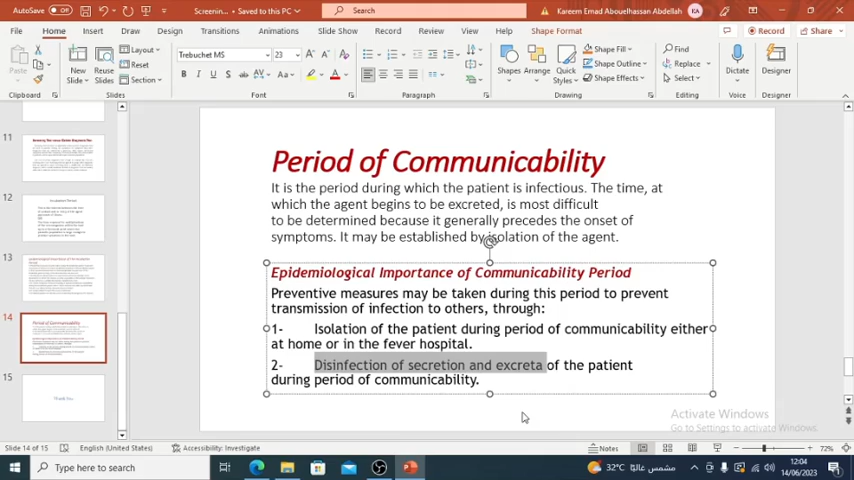 AutoSave Off Screenin... • Saved to this PC Search Kareem Emad Abouelhassan Abdellah KA
File Home Insert Draw Design Transitions Animations Slide Show Record Review View Help Shape Format Record Share
Paste New Slide Reuse Slides Layout Reset Section Trebuchet MS 23 Shapes Arrange Quick Styles Shape Fill Shape Outline Shape Effects Find Replace Select Dictate Designer
Clipboard Slides Font Paragraph Drawing Editing Voice Designer
11
12
13
14
15
Thank You
Period of Communicability
It is the period during which the patient is infectious. The time, at
which the agent begins to be excreted, is most difficult
to be determined because it generally precedes the onset of
symptoms. It may be established by isolation of the agent.
Epidemiological Importance of Communicability Period
Preventive measures may be taken during this period to prevent
transmission of infection to others, through:
1- Isolation of the patient during period of communicability either
at home or in the fever hospital.
2- Disinfection of secretion and excreta of the patient
during period of communicability.
Activate Windows
Go to Settings to activate Windows.
Slide 14 of 15 English (United States) Accessibility: Investigate Notes 72%
Type here to search 32°C مشمس غالبًا 12:04
14/06/2023